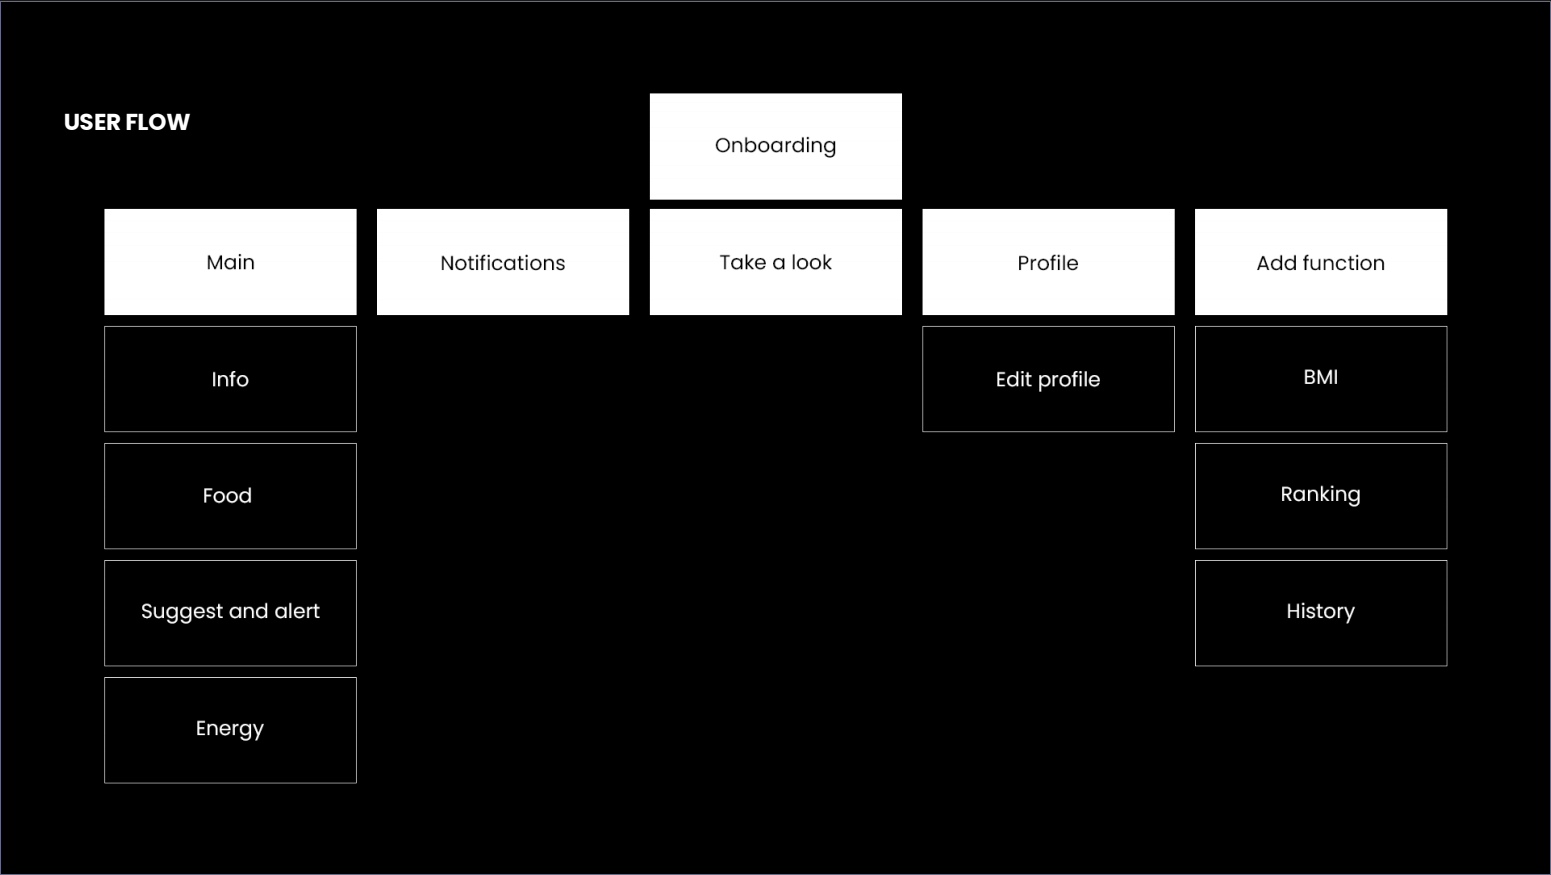 USER FLOW
Onboarding
Main
Notifications
Take a look
Profile
Add function
Info
Edit profile
BMI
Food
Ranking
Suggest and alert
History
Energy